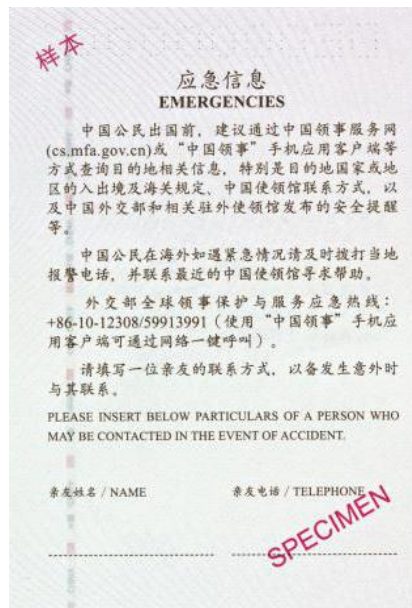 样本
应急信息
EMERGENCIES
中国公民出国前，建议通过中国领事服务网
(cs.mfa.gov.cn)或“中国领事”手机应用客户端等
方式查询目的地相关信息，特别是目的地国家或地
区的入出境及海关规定、中国使领馆联系方式，以
及中国外交部和相关驻外使领馆发布的安全提醒
等。
中国公民在海外如遇紧急情况请及时拨打当地
报警电话，并联系最近的中国使领馆寻求帮助。
外交部全球领事保护与服务应急热线：
+86-10-12308/59913991（使用“中国领事”手机应
用客户端可通过网络一键呼叫）。
请填写一位亲友的联系方式，以备发生意外时
与其联系。
PLEASE INSERT BELOW PARTICULARS OF A PERSON WHO
MAY BE CONTACTED IN THE EVENT OF ACCIDENT.
亲友姓名 / NAME 亲友电话 / TELEPHONE
SPECIMEN